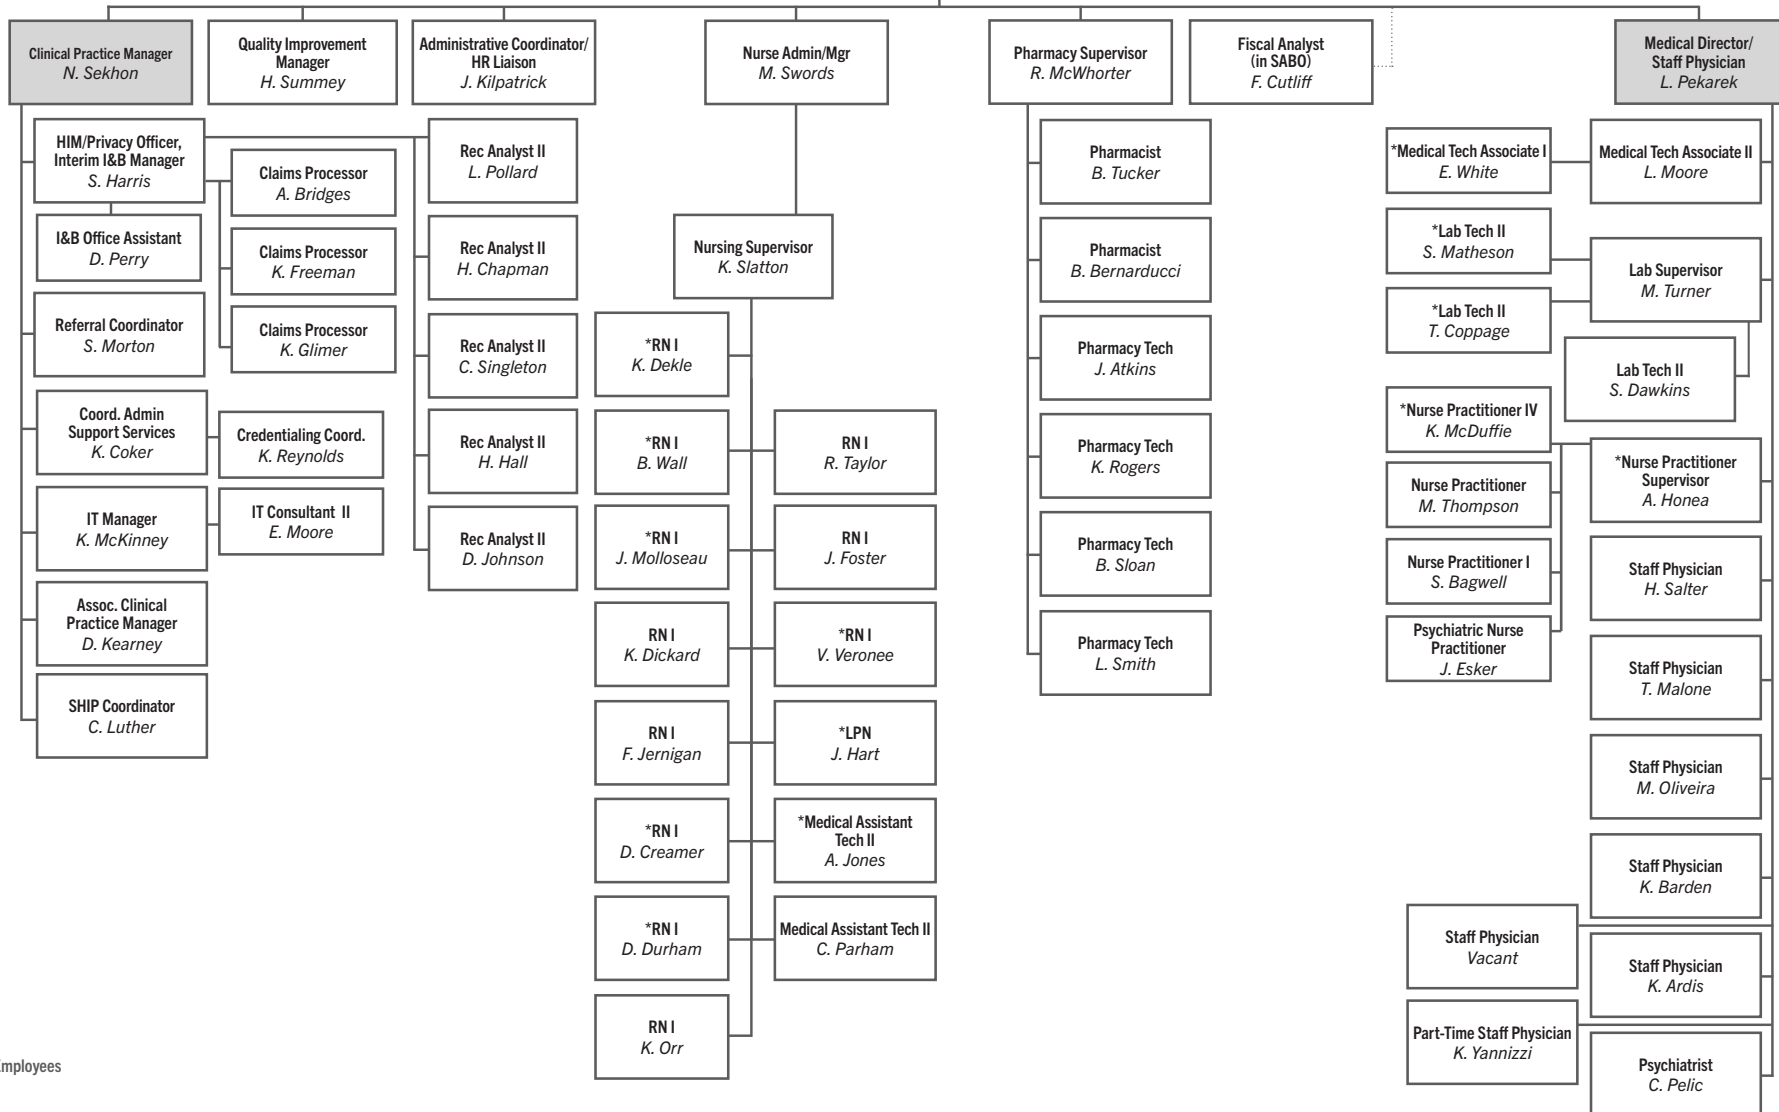 Clinical Practice Manager
N. Sekhon
Quality Improvement
Manager
H. Summey
Administrative Coordinator/
HR Liaison
J. Kilpatrick
Nurse Admin/Mgr
M. Swords
Pharmacy Supervisor
R. McWhorter
Fiscal Analyst
(in SABO)
F. Cutliff
Medical Director/
Staff Physician
L. Pekarek
HIM/Privacy Officer,
Interim I&B Manager
S. Harris
I&B Office Assistant
D. Perry
Referral Coordinator
S. Morton
Coord. Admin
Support Services
K. Coker
IT Manager
K. McKinney
Assoc. Clinical
Practice Manager
D. Kearney
SHIP Coordinator
C. Luther
Claims Processor
A. Bridges
Claims Processor
K. Freeman
Claims Processor
K. Glimer
Credentialing Coord.
K. Reynolds
IT Consultant II
E. Moore
Rec Analyst II
L. Pollard
Rec Analyst II
H. Chapman
Rec Analyst II
C. Singleton
Rec Analyst II
H. Hall
Rec Analyst II
D. Johnson
Nursing Supervisor
K. Slatton
*RN I
K. Dekle
*RN I
B. Wall
*RN I
J. Molloseau
RN I
K. Dickard
RN I
F. Jernigan
*RN I
D. Creamer
*RN I
D. Durham
RN I
K. Orr
RN I
R. Taylor
RN I
J. Foster
*RN I
V. Veronee
*LPN
J. Hart
*Medical Assistant
Tech II
A. Jones
Medical Assistant Tech II
C. Parham
Pharmacist
B. Tucker
Pharmacist
B. Bernarducci
Pharmacy Tech
J. Atkins
Pharmacy Tech
K. Rogers
Pharmacy Tech
B. Sloan
Pharmacy Tech
L. Smith
*Medical Tech Associate I
E. White
*Lab Tech II
S. Matheson
*Lab Tech II
T. Coppage
*Nurse Practitioner IV
K. McDuffie
Nurse Practitioner
M. Thompson
Nurse Practitioner I
S. Bagwell
Psychiatric Nurse
Practitioner
J. Esker
Medical Tech Associate II
L. Moore
Lab Supervisor
M. Turner
Lab Tech II
S. Dawkins
*Nurse Practitioner
Supervisor
A. Honea
Staff Physician
H. Salter
Staff Physician
T. Malone
Staff Physician
M. Oliveira
Staff Physician
K. Barden
Staff Physician
Vacant
Staff Physician
K. Ardis
Part-Time Staff Physician
K. Yannizzi
Psychiatrist
C. Pelic
Employees